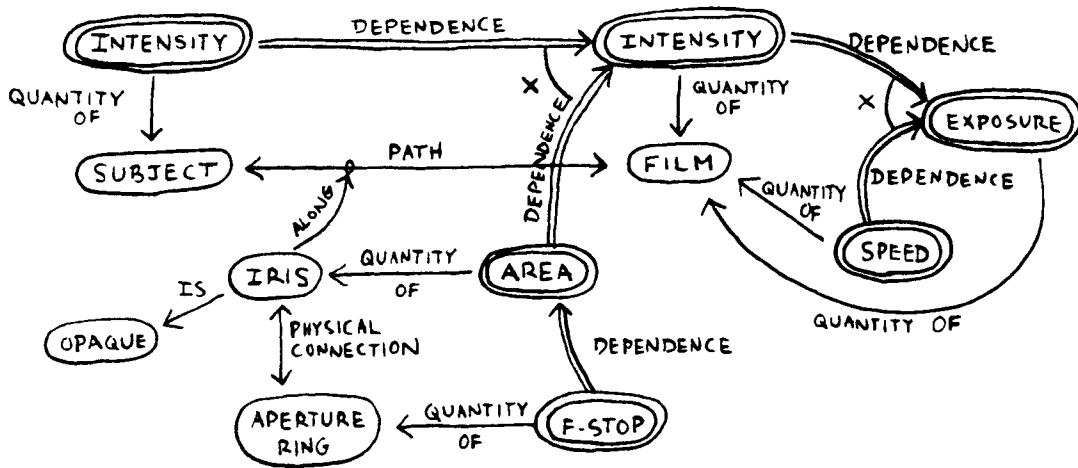 INTENSITY
DEPENDENCE
INTENSITY
DEPENDENCE
QUANTITY
OF
X
DEPENDENCE
QUANTITY
OF
X
EXPOSURE
SUBJECT
PATH
FILM
QUANTITY
OF
DEPENDENCE
ALONG
SPEED
IRIS
QUANTITY
OF
AREA
IS
OPAQUE
PHYSICAL
CONNECTION
DEPENDENCE
QUANTITY OF
APERTURE
RING
QUANTITY
OF
F-STOP